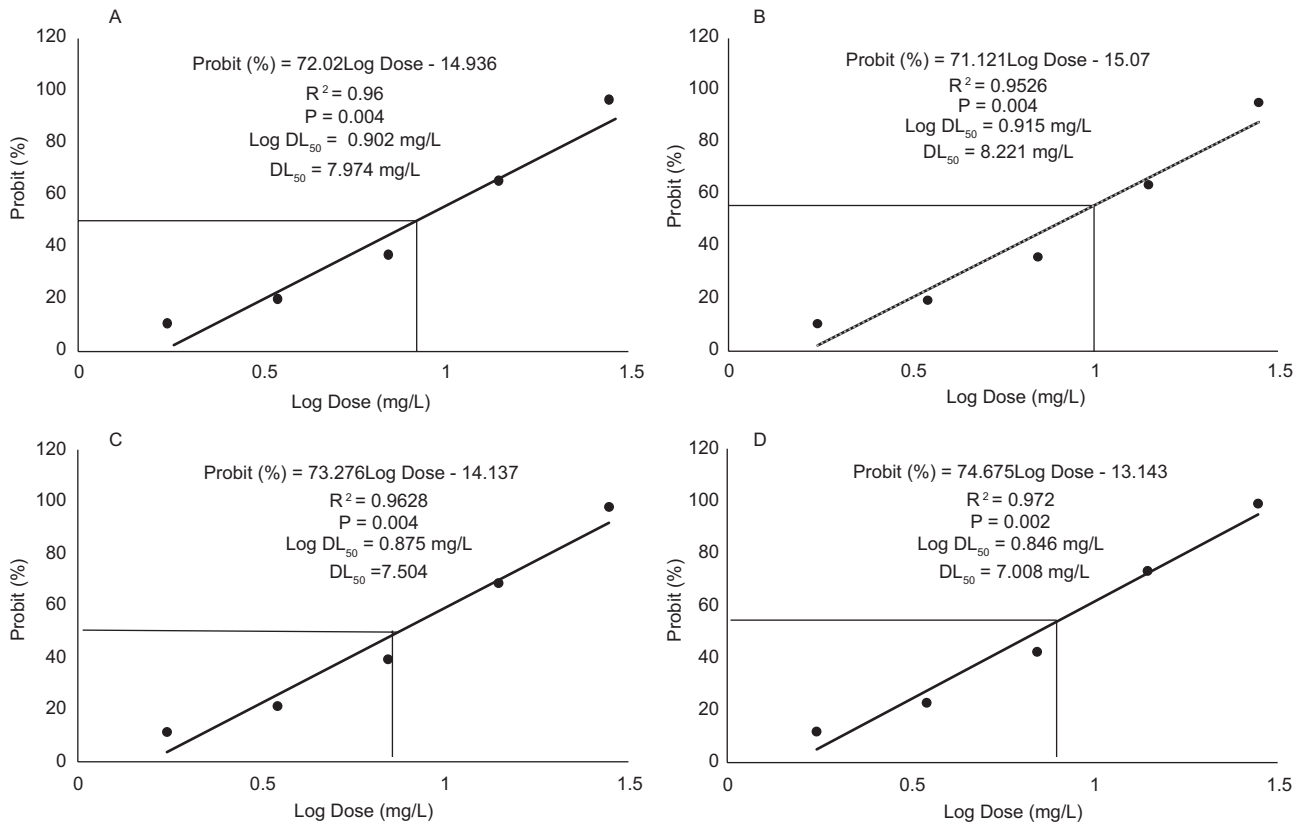 A
120
100
80
60
40
20
0
Probit (%)
Probit (%) = 72.02Log Dose - 14.936
R² = 0.96
P = 0.004
Log DL₅₀ = 0.902 mg/L
DL₅₀ = 7.974 mg/L
0 0.5 1 1.5
Log Dose (mg/L)
B
120
100
80
60
40
20
0
Probit (%)
Probit (%) = 71.121Log Dose - 15.07
R² = 0.9526
P = 0.004
Log DL₅₀ = 0.915 mg/L
DL₅₀ = 8.221 mg/L
0 0.5 1 1.5
Log Dose (mg/L)
C
120
100
80
60
40
20
0
Probit (%)
Probit (%) = 73.276Log Dose - 14.137
R² = 0.9628
P = 0.004
Log DL₅₀ = 0.875 mg/L
DL₅₀ =7.504
0 0.5 1 1.5
Log Dose (mg/L)
D
120
100
80
60
40
20
0
Probit (%)
Probit (%) = 74.675Log Dose - 13.143
R² = 0.972
P = 0.002
Log DL₅₀ = 0.846 mg/L
DL₅₀ = 7.008 mg/L
0 0.5 1 1.5
Log Dose (mg/L)